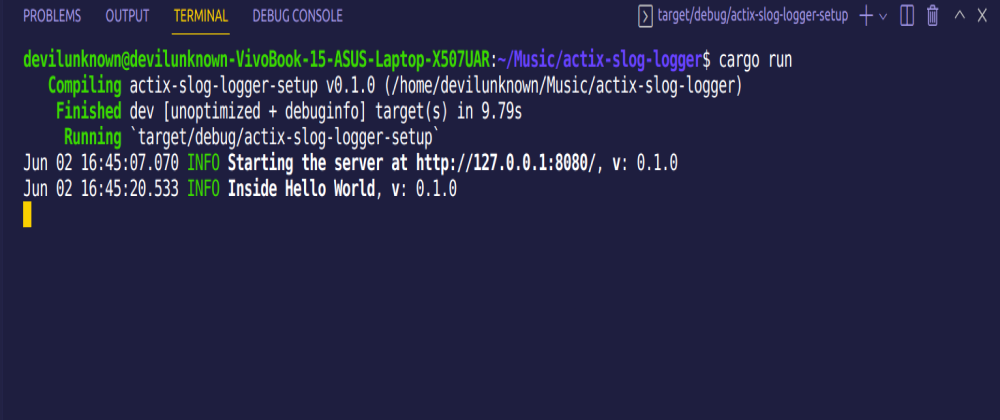 PROBLEMS OUTPUT TERMINAL DEBUG CONSOLE target/debug/actix-slog-logger-setup
devilunknown@devilunknown-VivoBook-15-ASUS-Laptop-X507UAR:~/Music/actix-slog-logger$ cargo run
Compiling actix-slog-logger-setup v0.1.0 (/home/devilunknown/Music/actix-slog-logger)
Finished dev [unoptimized + debuginfo] target(s) in 9.79s
Running `target/debug/actix-slog-logger-setup`
Jun 02 16:45:07.070 INFO Starting the server at http://127.0.0.1:8080/, v: 0.1.0
Jun 02 16:45:20.533 INFO Inside Hello World, v: 0.1.0